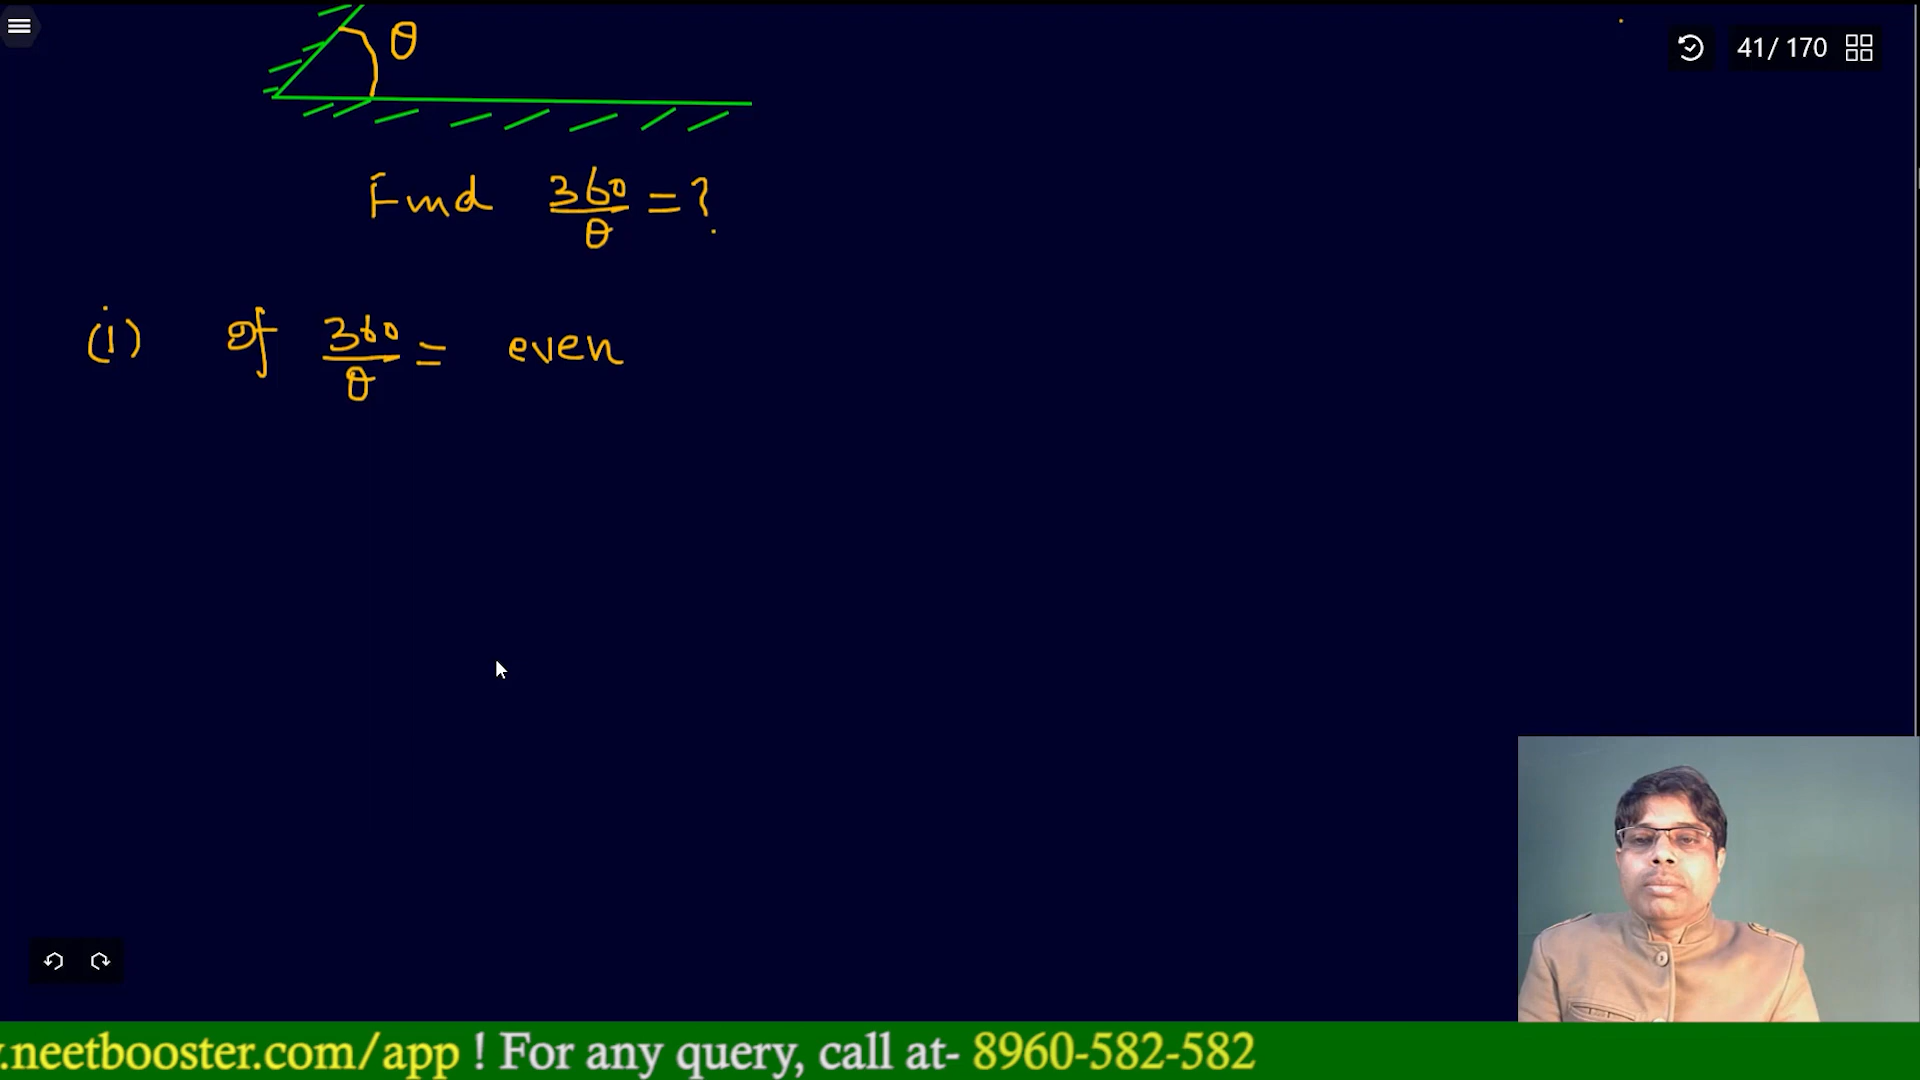 θ
41/ 170
Find 360/θ = ?
(i) If 360/θ = even
.neetbooster.com/app ! For any query, call at- 8960-582-582